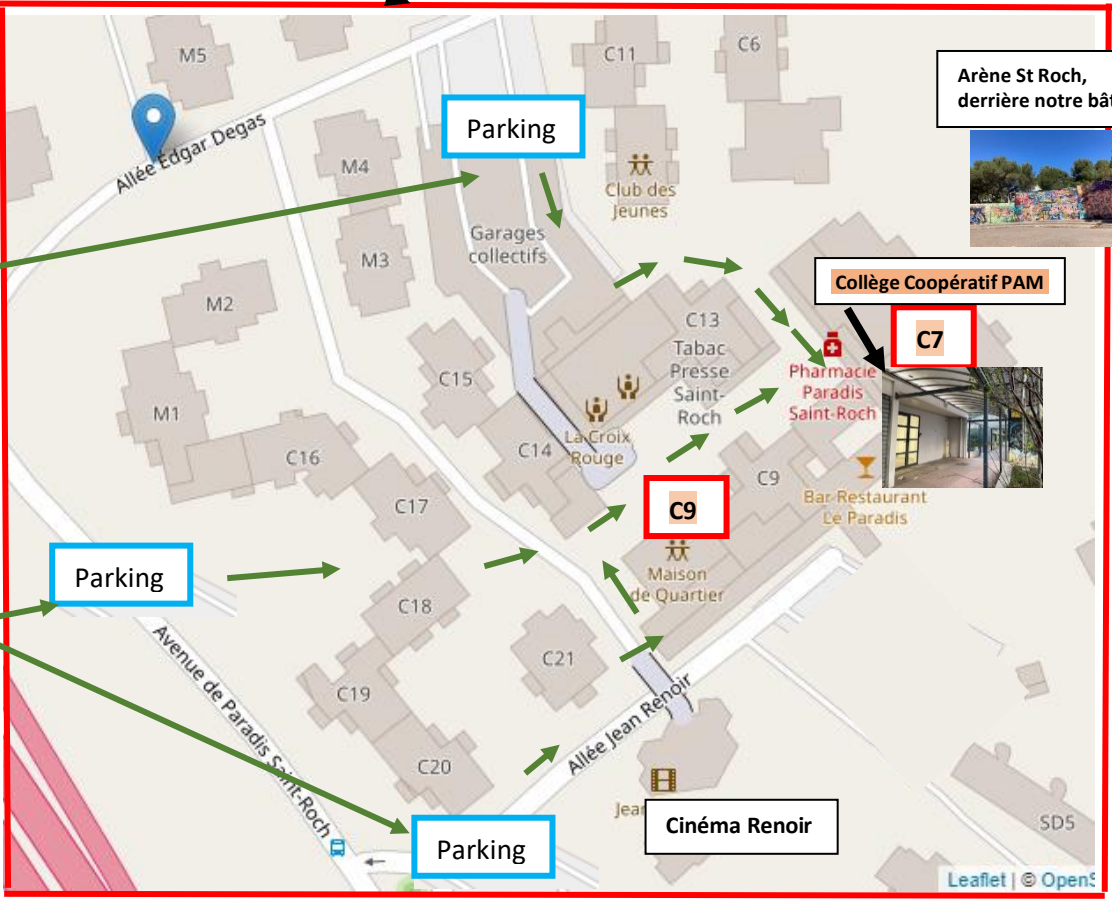 M5
C11
C6
Arène St Roch,
derrière notre bât
Parking
Allée Edgar Degas
M4
Club des
Jeunes
Garages
collectifs
M3
Collège Coopératif PAM
M2
C13
C7
Tabac
Presse
Saint-
Roch
Pharmacie
Paradis
Saint-Roch
C15
M1
La Croix
Rouge
C14
C16
C9
C17
C9
Bar-Restaurant
Le Paradis
Parking
Maison
de Quartier
C18
Avenue de Paradis Saint-Roch
C21
C19
Allée Jean Renoir
C20
Jean
Cinéma Renoir
SD5
Parking
Leaflet | © OpenS